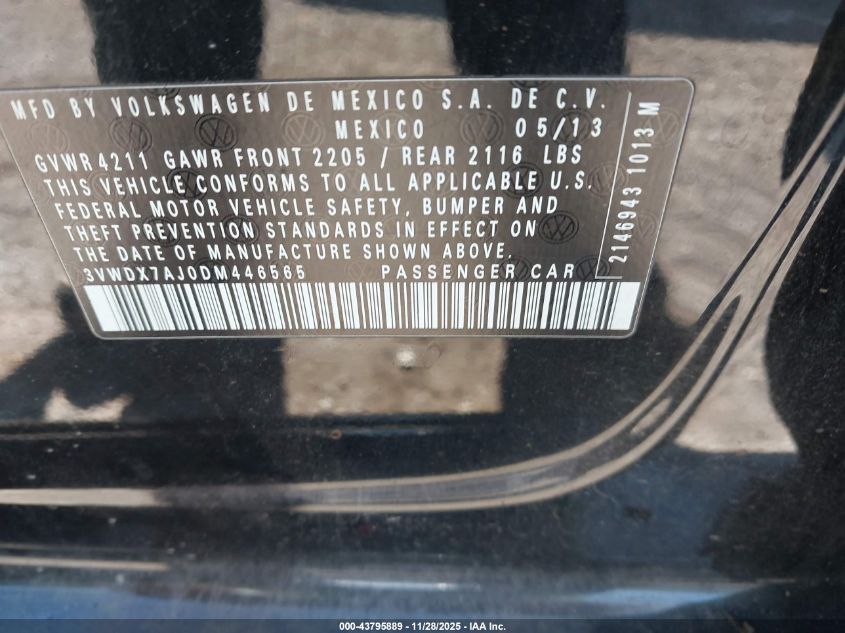 MFD BY VOLKSWAGEN DE MEXICO S.A. DE C.V.
MEXICO 05/13
GVWR 4211 GAWR FRONT 2205 / REAR 2116 LBS
THIS VEHICLE CONFORMS TO ALL APPLICABLE U.S.
FEDERAL MOTOR VEHICLE SAFETY, BUMPER AND
THEFT PREVENTION STANDARDS IN EFFECT ON
THE DATE OF MANUFACTURE SHOWN ABOVE.
3VWDX7AJ0DM446565 PASSENGER CAR
2146943 1013 M
000-43795889 - 11/28/2025 - IAA Inc.